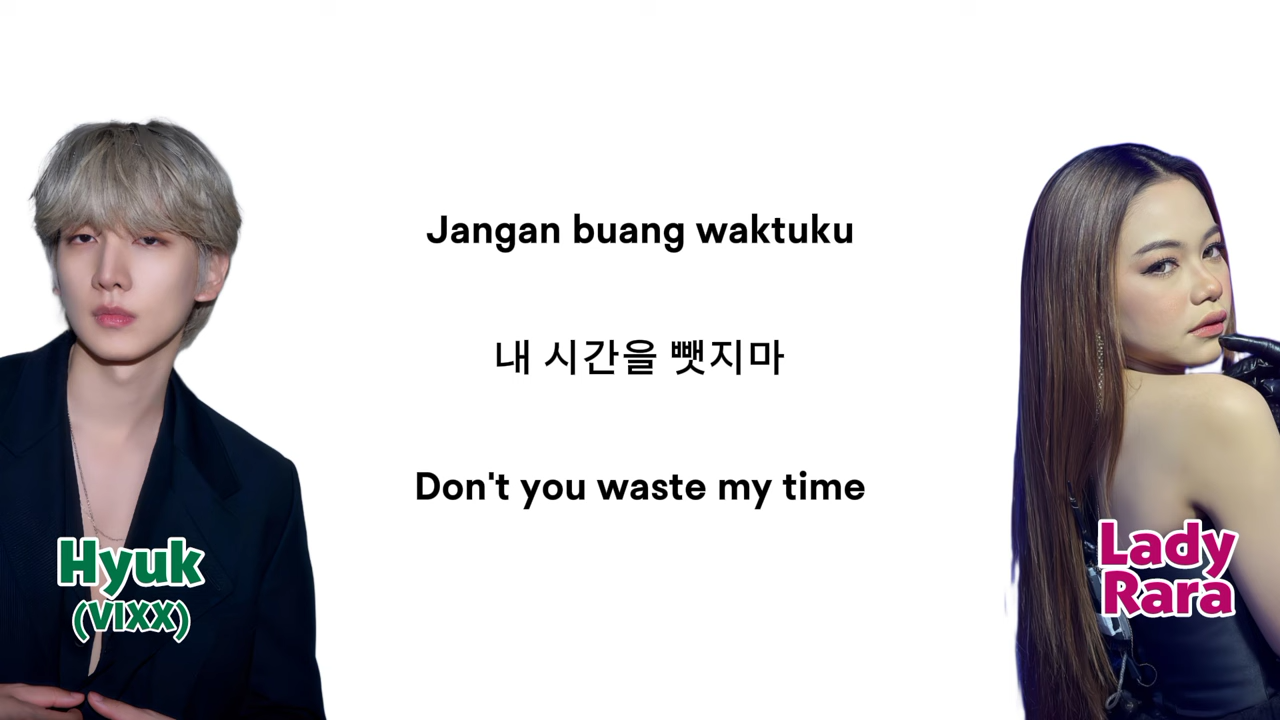 Jangan buang waktuku
내 시간을 뺏지마
Don't you waste my time
Hyuk
(VIXX)
Lady
Rara